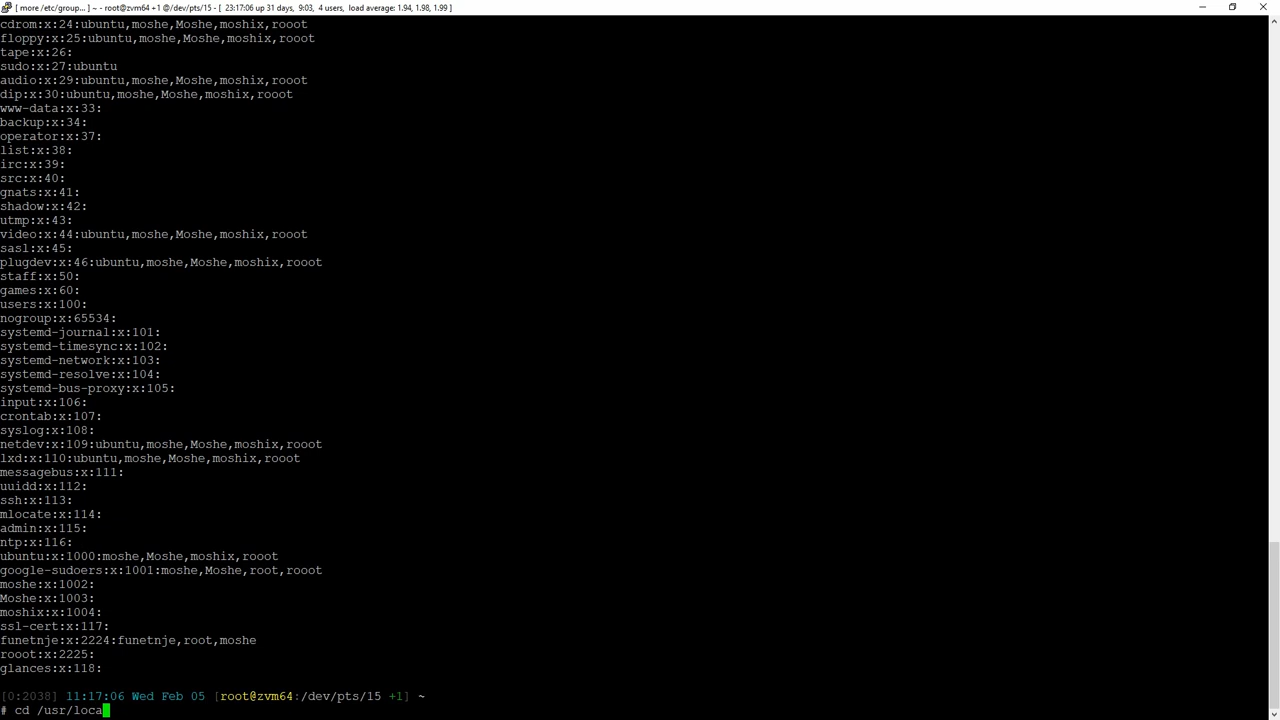 [ more /etc/group... ] ~ - root@zvm64 +1 @/dev/pts/15 - [ 23:17:06 up 31 days,  9:03,  4 users,  load average: 1.94, 1.98, 1.99 ]
cdrom:x:24:ubuntu,moshe,Moshe,moshix,rooot
floppy:x:25:ubuntu,moshe,Moshe,moshix,rooot
tape:x:26:
sudo:x:27:ubuntu
audio:x:29:ubuntu,moshe,Moshe,moshix,rooot
dip:x:30:ubuntu,moshe,Moshe,moshix,rooot
www-data:x:33:
backup:x:34:
operator:x:37:
list:x:38:
irc:x:39:
src:x:40:
gnats:x:41:
shadow:x:42:
utmp:x:43:
video:x:44:ubuntu,moshe,Moshe,moshix,rooot
sasl:x:45:
plugdev:x:46:ubuntu,moshe,Moshe,moshix,rooot
staff:x:50:
games:x:60:
users:x:100:
nogroup:x:65534:
systemd-journal:x:101:
systemd-timesync:x:102:
systemd-network:x:103:
systemd-resolve:x:104:
systemd-bus-proxy:x:105:
input:x:106:
crontab:x:107:
syslog:x:108:
netdev:x:109:ubuntu,moshe,Moshe,moshix,rooot
lxd:x:110:ubuntu,moshe,Moshe,moshix,rooot
messagebus:x:111:
uuidd:x:112:
ssh:x:113:
mlocate:x:114:
admin:x:115:
ntp:x:116:
ubuntu:x:1000:moshe,Moshe,moshix,rooot
google-sudoers:x:1001:moshe,Moshe,root,rooot
moshe:x:1002:
Moshe:x:1003:
moshix:x:1004:
ssl-cert:x:117:
funetnje:x:2224:funetnje,root,moshe
rooot:x:2225:
glances:x:118:
[0:2038] 11:17:06 Wed Feb 05 [root@zvm64:/dev/pts/15 +1] ~
# cd /usr/loca